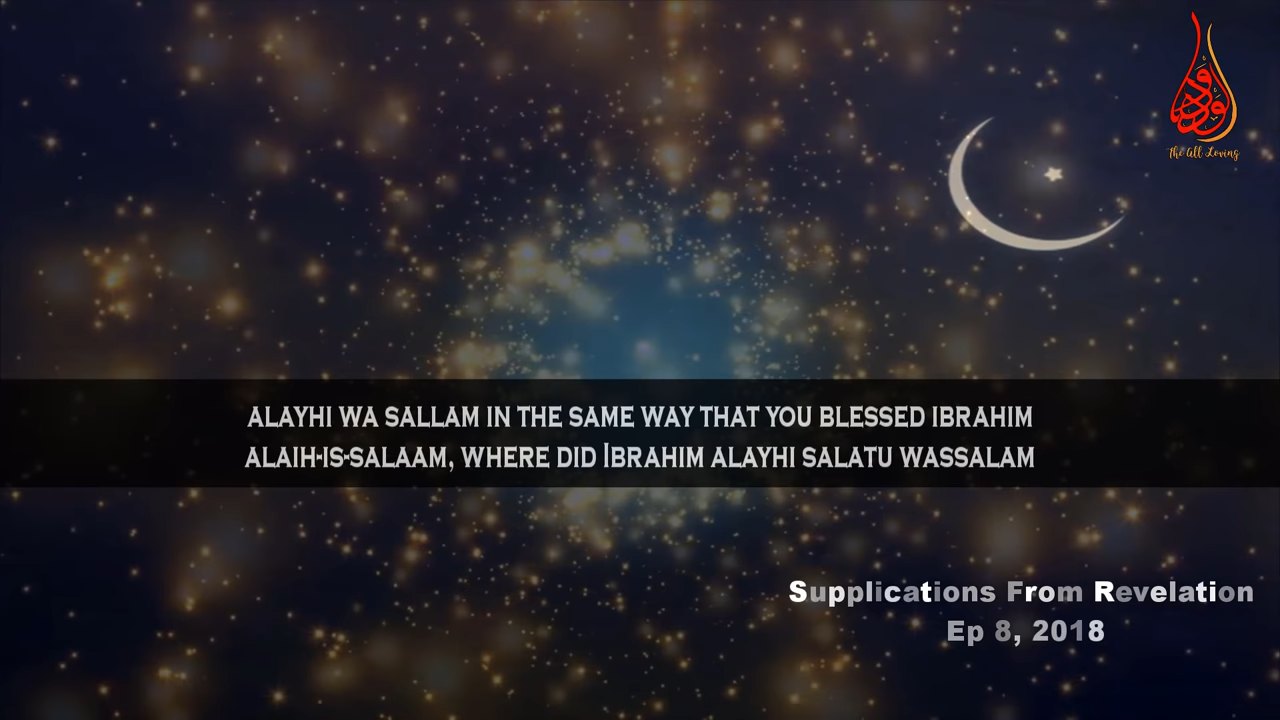 الودود
The All Loving
ALAYHI WA SALLAM IN THE SAME WAY THAT YOU BLESSED IBRAHIM
ALAIH-IS-SALAAM, WHERE DID IBRAHIM ALAYHI SALATU WASSALAM
Supplications From Revelation
Ep 8, 2018